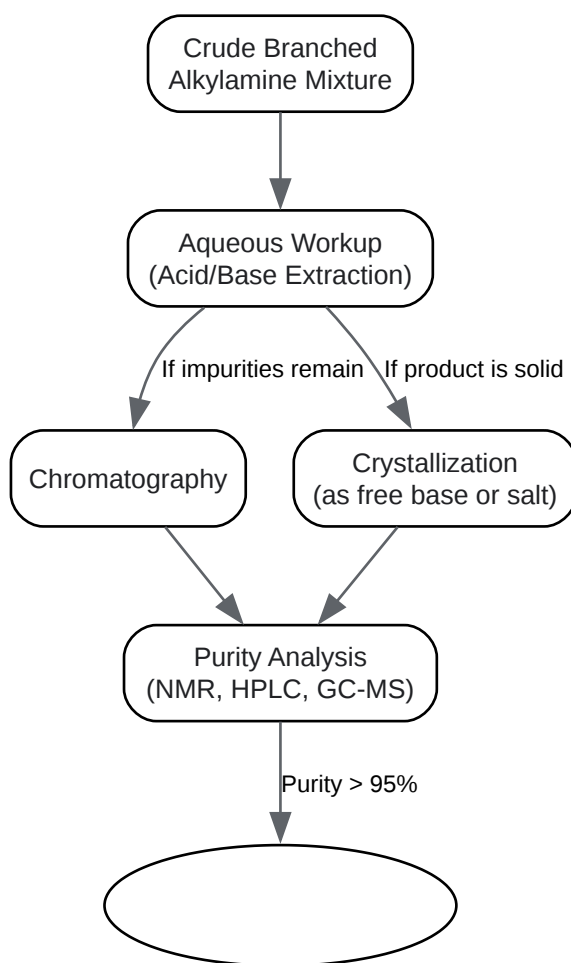 Crude Branched
Alkylamine Mixture
Aqueous Workup
(Acid/Base Extraction)
If impurities remain
If product is solid
Chromatography
Crystallization
(as free base or salt)
Purity Analysis
(NMR, HPLC, GC-MS)
Purity > 95%